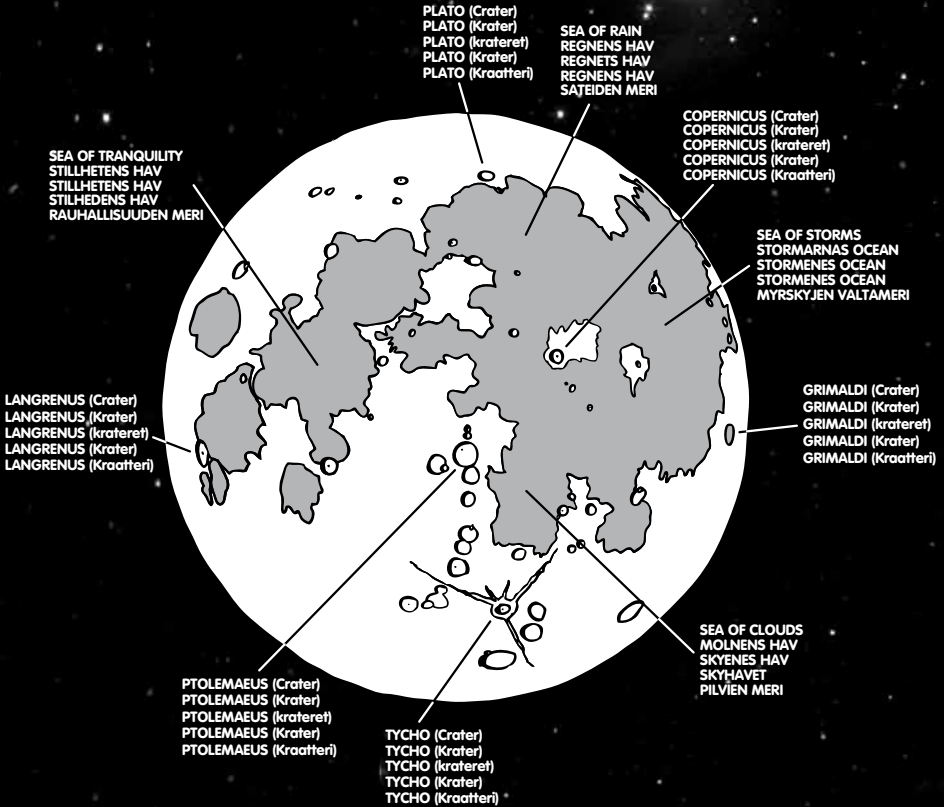 PLATO (Crater)
PLATO (Krater)
PLATO (krateret)
PLATO (Krater)
PLATO (Kraatteri)
SEA OF RAIN
REGNENS HAV
REGNETS HAV
REGNENS HAV
SATEIDEN MERI
COPERNICUS (Crater)
COPERNICUS (Krater)
COPERNICUS (krateret)
COPERNICUS (Krater)
COPERNICUS (Kraatteri)
SEA OF TRANQUILITY
STILLHETENS HAV
STILLHETENS HAV
STILHEDENS HAV
RAUHALLISUUDEN MERI
SEA OF STORMS
STORMARNAS OCEAN
STORMENES OCEAN
STORMENES OCEAN
MYRSKYJEN VALTAMERI
LANGRENUS (Crater)
LANGRENUS (Krater)
LANGRENUS (krateret)
LANGRENUS (Krater)
LANGRENUS (Kraatteri)
GRIMALDI (Crater)
GRIMALDI (Krater)
GRIMALDI (krateret)
GRIMALDI (Krater)
GRIMALDI (Kraatteri)
SEA OF CLOUDS
MOLNENS HAV
SKYENES HAV
SKYHAVET
PILVIEN MERI
PTOLEMAEUS (Crater)
PTOLEMAEUS (Krater)
PTOLEMAEUS (krateret)
PTOLEMAEUS (Krater)
PTOLEMAEUS (Kraatteri)
TYCHO (Crater)
TYCHO (Krater)
TYCHO (krateret)
TYCHO (Krater)
TYCHO (Kraatteri)